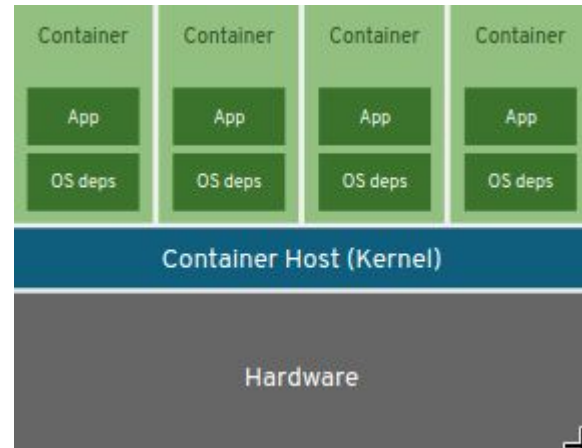 Container Container Container Container
App App App App
OS deps OS deps OS deps OS deps
Container Host (Kernel)
Hardware